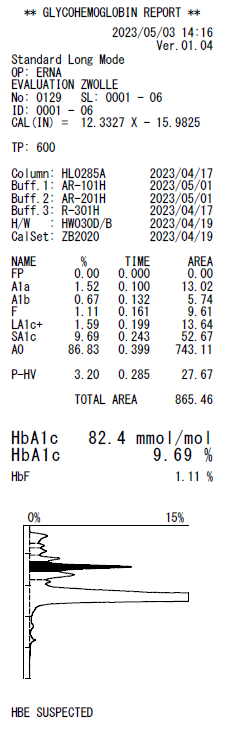 ** GLYCOHEMOGLOBIN REPORT **
2023/05/03 14:16
Ver.01.04
Standard Long Mode
OP: ERNA
EVALUATION ZWOLLE
No: 0129 SL: 0001 - 06
ID: 0001 - 06
CAL(IN) = 12.3327 X - 15.9825
TP: 600
Column: HL0285A 2023/04/17
Buff.1: AR-101H 2023/05/01
Buff.2: AR-201H 2023/05/01
Buff.3: R-301H 2023/04/17
H/W : HW030D/B 2023/04/19
CalSet: ZB2020 2023/04/19
NAME % TIME AREA
FP 0.00 0.000 0.00
A1a 1.52 0.100 13.02
A1b 0.67 0.132 5.74
F 1.11 0.161 9.61
LA1c+ 1.59 0.199 13.64
SA1c 9.69 0.243 52.67
A0 86.83 0.399 743.11
P-HV 3.20 0.285 27.67
TOTAL AREA 865.46
HbA1c 82.4 mmol/mol
HbA1c 9.69 %
HbF 1.11 %
0% 15%
HBE SUSPECTED